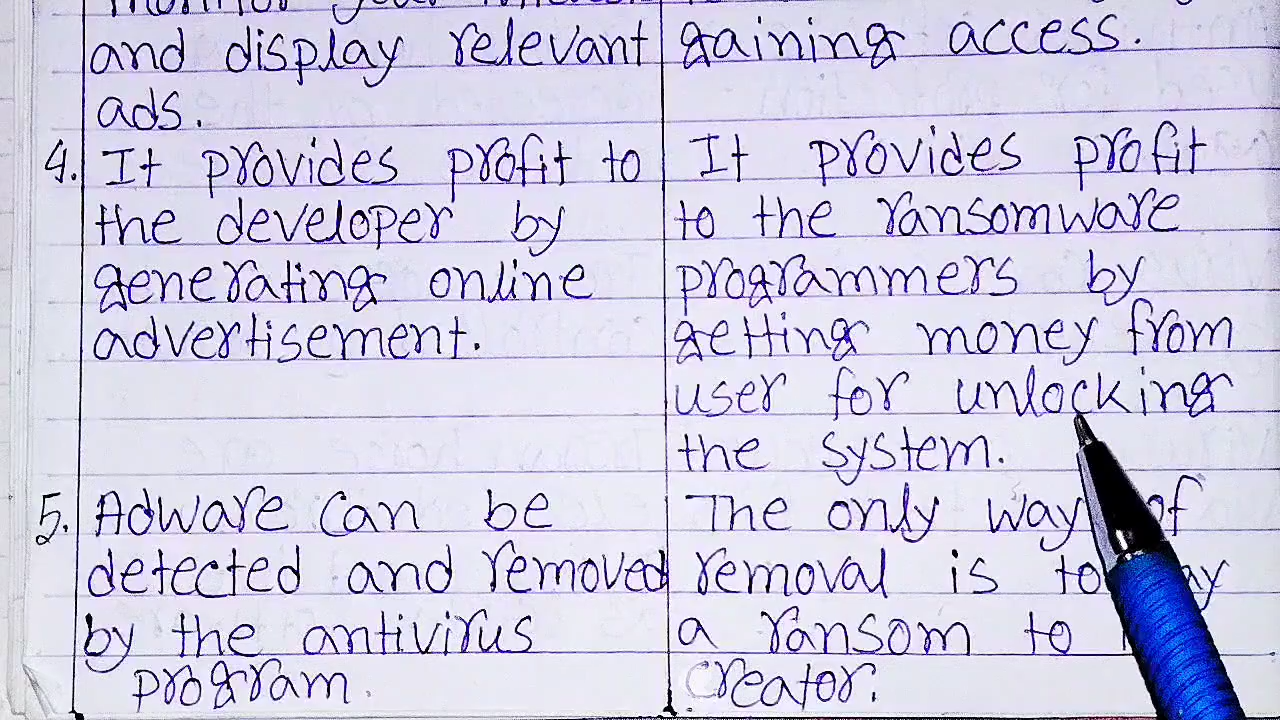 and display relevant
ads.
4. It provides profit to
the developer by
generating online
advertisement.
5. Adware can be
detected and removed
by the antivirus
program.
gaining access.
It provides profit
to the ransomware
programmers by
getting money from
user for unlocking
the system.
The only way of
removal is to
a ransom to
creator.